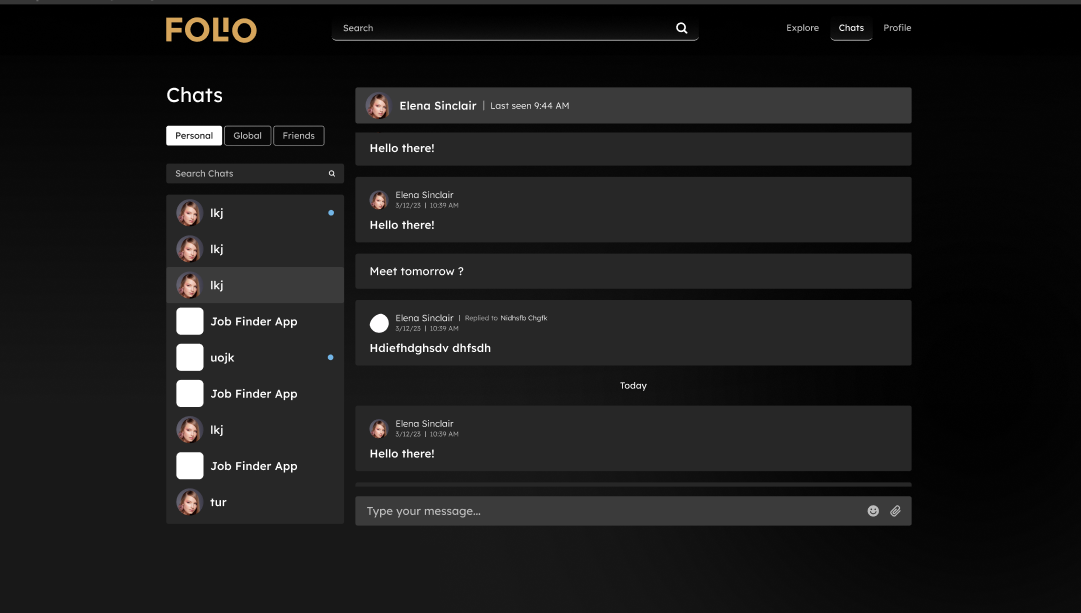 FOLIO
Search
Explore
Chats
Profile
Chats
Personal
Global
Friends
Search Chats
lkj
lkj
lkj
Job Finder App
uojk
Job Finder App
lkj
Job Finder App
tur
Elena Sinclair | Last seen 9:44 AM
Hello there!
Elena Sinclair
3/12/23 | 10:39 AM
Hello there!
Meet tomorrow ?
Elena Sinclair | Replied to Nidhsfb Chgfk
3/12/23 | 10:39 AM
Hdiefhdghsdv dhfsdh
Today
Elena Sinclair
3/12/23 | 10:39 AM
Hello there!
Type your message...